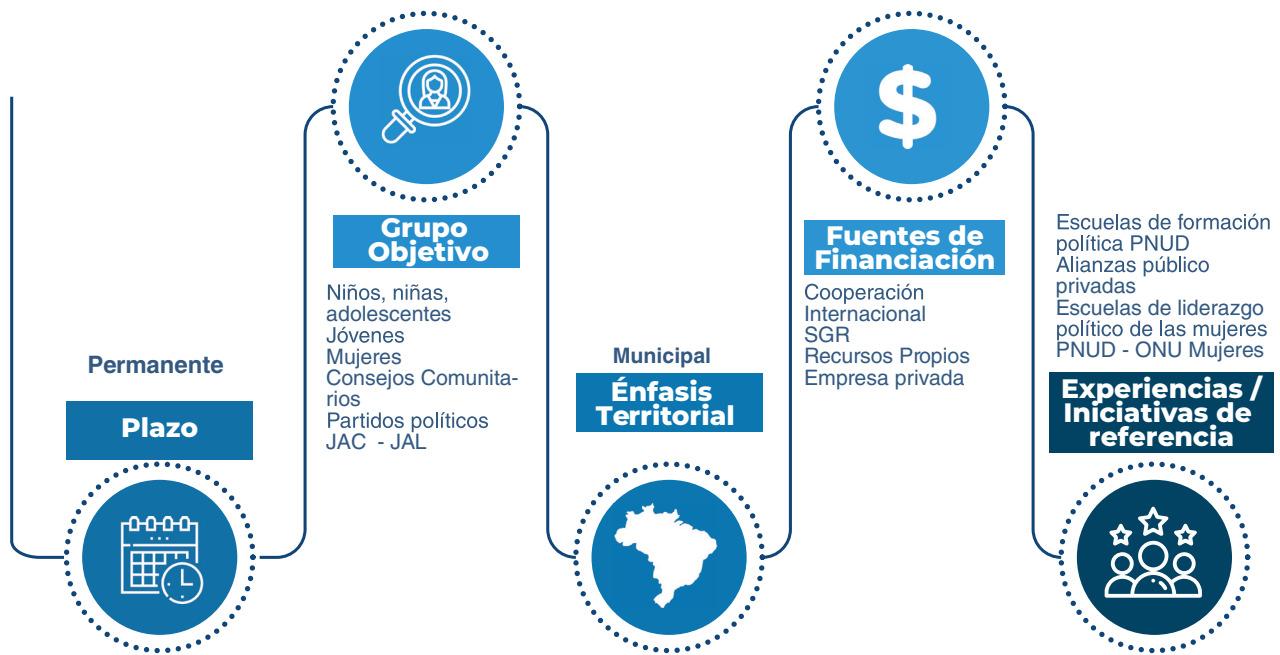 Permanente
Plazo
Grupo
Objetivo
Niños, niñas,
adolescentes
Jóvenes
Mujeres
Consejos Comunita-
rios
Partidos políticos
JAC - JAL
Municipal
Énfasis
Territorial
Fuentes de
Financiación
Cooperación
Internacional
SGR
Recursos Propios
Empresa privada
Escuelas de formación
política PNUD
Alianzas público
privadas
Escuelas de liderazgo
político de las mujeres
PNUD - ONU Mujeres
Experiencias /
Iniciativas de
referencia